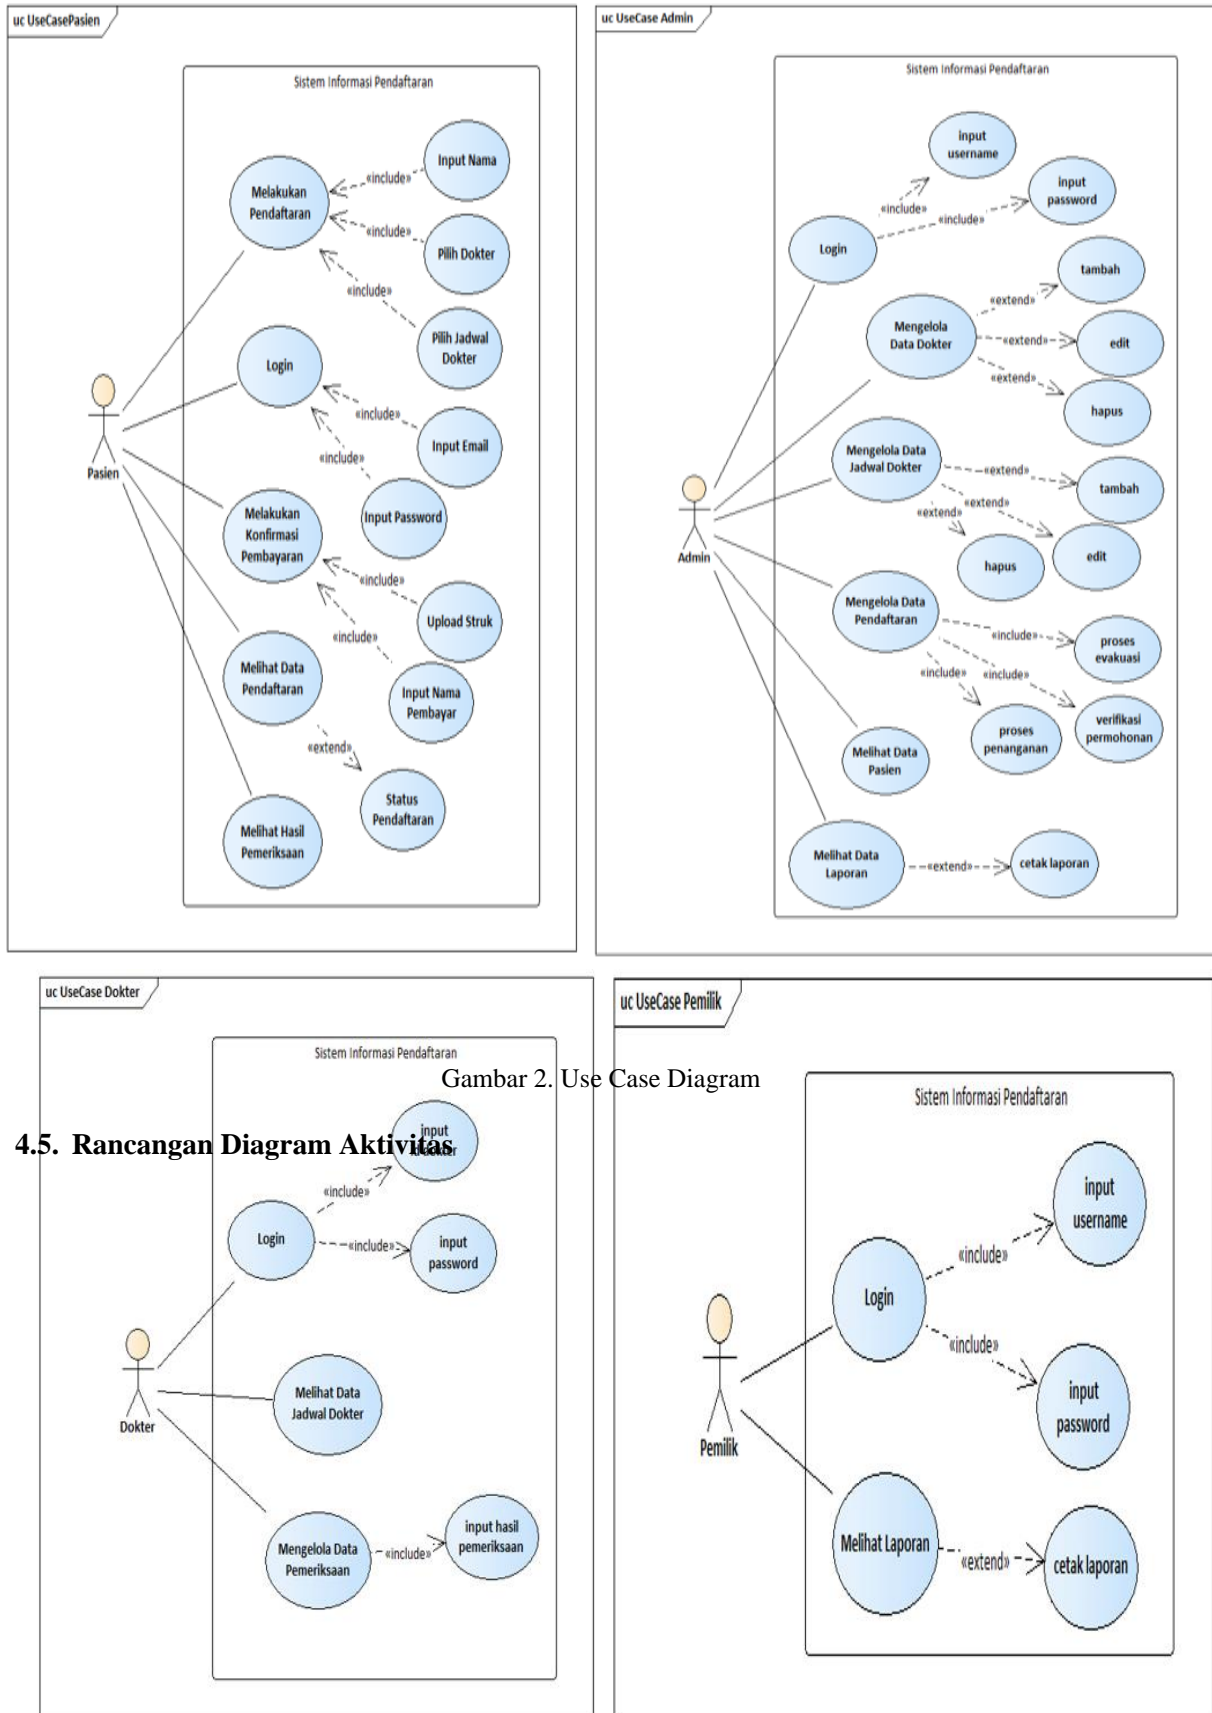 uc UseCasePasien
Sistem Informasi Pendaftaran
Input Nama
«include»
Melakukan
Pendaftaran
«include»
Pilih Dokter
«include»
Pilih Jadwal
Dokter
Login
«include»
Input Email
«include»
Input Password
Pasien
Melakukan
Konfirmasi
Pembayaran
«include»
Upload Struk
«include»
Melihat Data
Pendaftaran
Input Nama
Pembayar
«extend»
Status
Pendaftaran
Melihat Hasil
Pemeriksaan
uc UseCase Admin
Sistem Informasi Pendaftaran
input
username
input
password
«include»
«include»
Login
tambah
«extend»
Mengelola
Data Dokter
«extend»
edit
«extend»
hapus
Mengelola Data
Jadwal Dokter
«extend»
tambah
«extend»
«extend»
edit
hapus
Admin
Mengelola Data
Pendaftaran
«include»
proses
evakuasi
«include»
«include»
verifikasi
permohonan
proses
penanganan
Melihat Data
Pasien
Melihat Data
Laporan
«extend»
cetak laporan
uc UseCase Dokter
Sistem Informasi Pendaftaran
Gambar 2. Use Case Diagram
4.5. Rancangan Diagram Aktivitas
input
«include»
Login
«include»
input
password
Dokter
Melihat Data
Jadwal Dokter
Mengelola Data
Pemeriksaan
«include»
input hasil
pemeriksaan
uc UseCase Pemilik
Sistem Informasi Pendaftaran
input
username
«include»
Login
«include»
input
password
Pemilik
Melihat Laporan
«extend»
cetak laporan